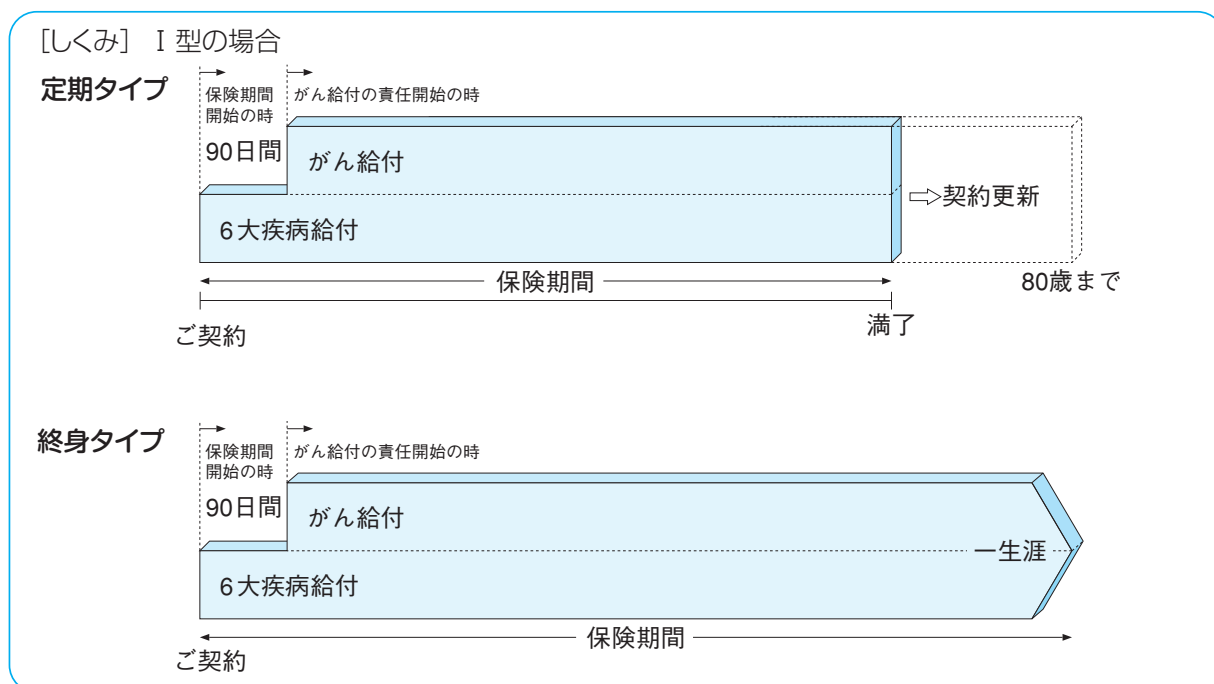 [しくみ] Ⅰ型の場合
定期タイプ
保険期間
開始の時
がん給付の責任開始の時
90日間
がん給付
6大疾病給付
⇨契約更新
保険期間
80歳まで
ご契約
満了
終身タイプ
保険期間
開始の時
がん給付の責任開始の時
90日間
がん給付
一生涯
6大疾病給付
保険期間
ご契約